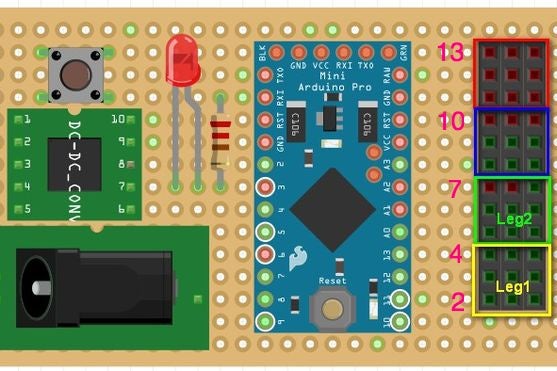 BLK
GND VCC RXI TXO
GRN
Mini
Arduino Pro
TXO
RXI
RST
GND
2
3
4
5
6
7
8
9
RAW
GND
RST
VCC
A3
A2
A1
A0
13
12
11
10
C106
C106
Reset
1
2
3
4
5
10
9
8
7
6
DC-DC_CONV
13
10
7
4
2
Leg2
Leg1